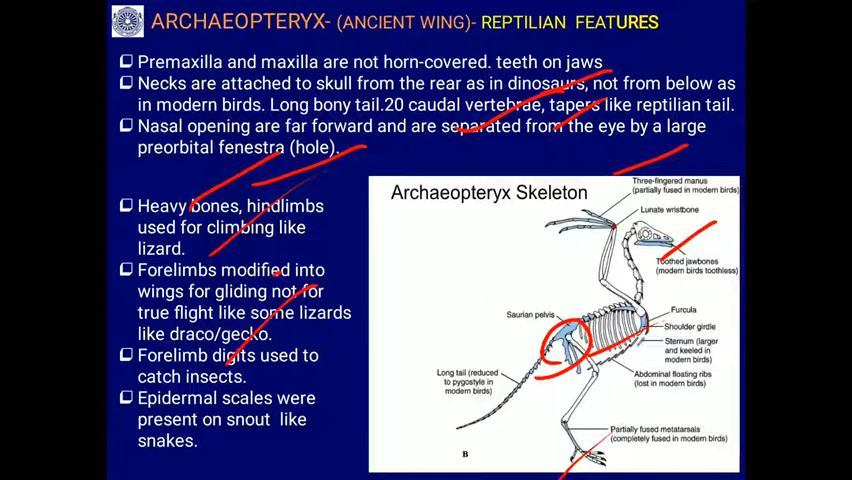 ARCHAEOPTERYX- (ANCIENT WING)- REPTILIAN FEATURES
Premaxilla and maxilla are not horn-covered. teeth on jaws
Necks are attached to skull from the rear as in dinosaurs, not from below as
in modern birds. Long bony tail.20 caudal vertebrae, tapers like reptilian tail.
Nasal opening are far forward and are separated from the eye by a large
preorbital fenestra (hole).
Heavy bones, hindlimbs
used for climbing like
lizard.
Forelimbs modified into
wings for gliding not for
true flight like some lizards
like draco/gecko.
Forelimb digits used to
catch insects.
Epidermal scales were
present on snout like
snakes.
Archaeopteryx Skeleton
Three-fingered manus
(partially fused in modern birds)
Lunate wristbone
Toothed jawbones
(modern birds toothless)
Saurian pelvis
Furcula
Shoulder girdle
Sternum (larger
and keeled in
modern birds)
Long tail (reduced
to pygostyle in
modern birds)
Abdominal floating ribs
(lost in modern birds)
Partially fused metatarsals
(completely fused in modern birds)
B